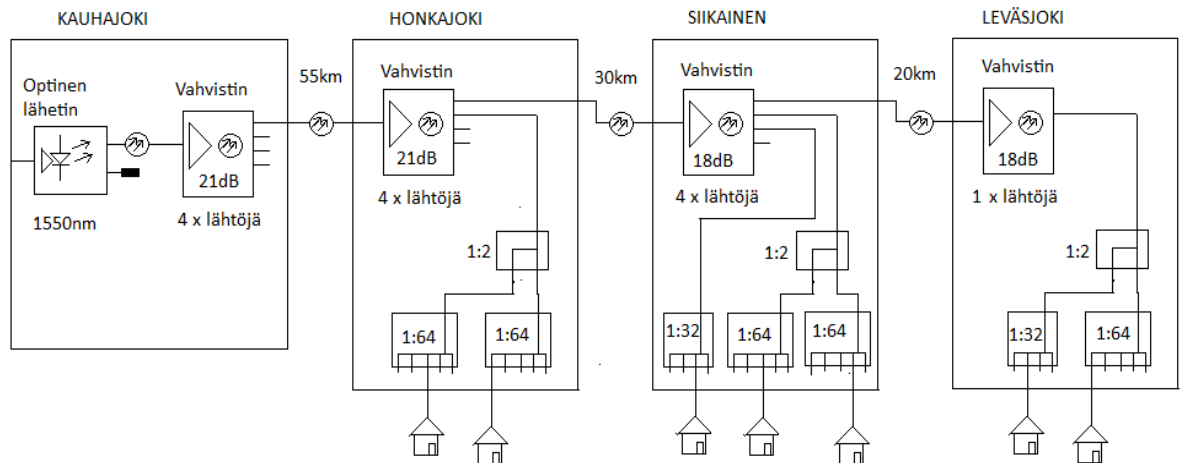 KAUHAJOKI
HONKAJOKI
SIIKAINEN
LEVÄSJOKI
Optinen
lähetin
1550nm
Vahvistin
21dB
4 x lähtöjä
55km
Vahvistin
21dB
4 x lähtöjä
1:2
1:64
1:64
30km
Vahvistin
18dB
4 x lähtöjä
1:2
1:32
1:64
1:64
20km
Vahvistin
18dB
1 x lähtöjä
1:2
1:32
1:64